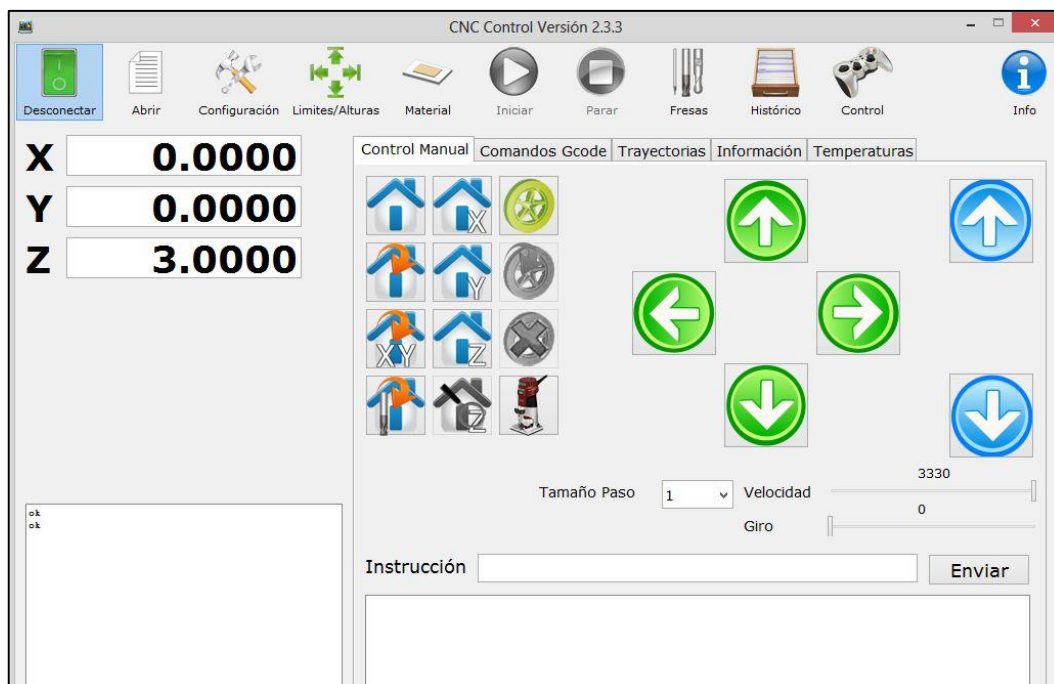 CNC Control Versión 2.3.3
Desconectar Abrir Configuración Limites/Alturas Material Iniciar Parar Fresas Histórico Control Info
X 0.0000
Y 0.0000
Z 3.0000
Control Manual Comandos Gcode Trayectorias Información Temperaturas
X
Y
XY Z
Z
Tamaño Paso 1 Velocidad 3330
Giro 0
ok
ok
Instrucción Enviar